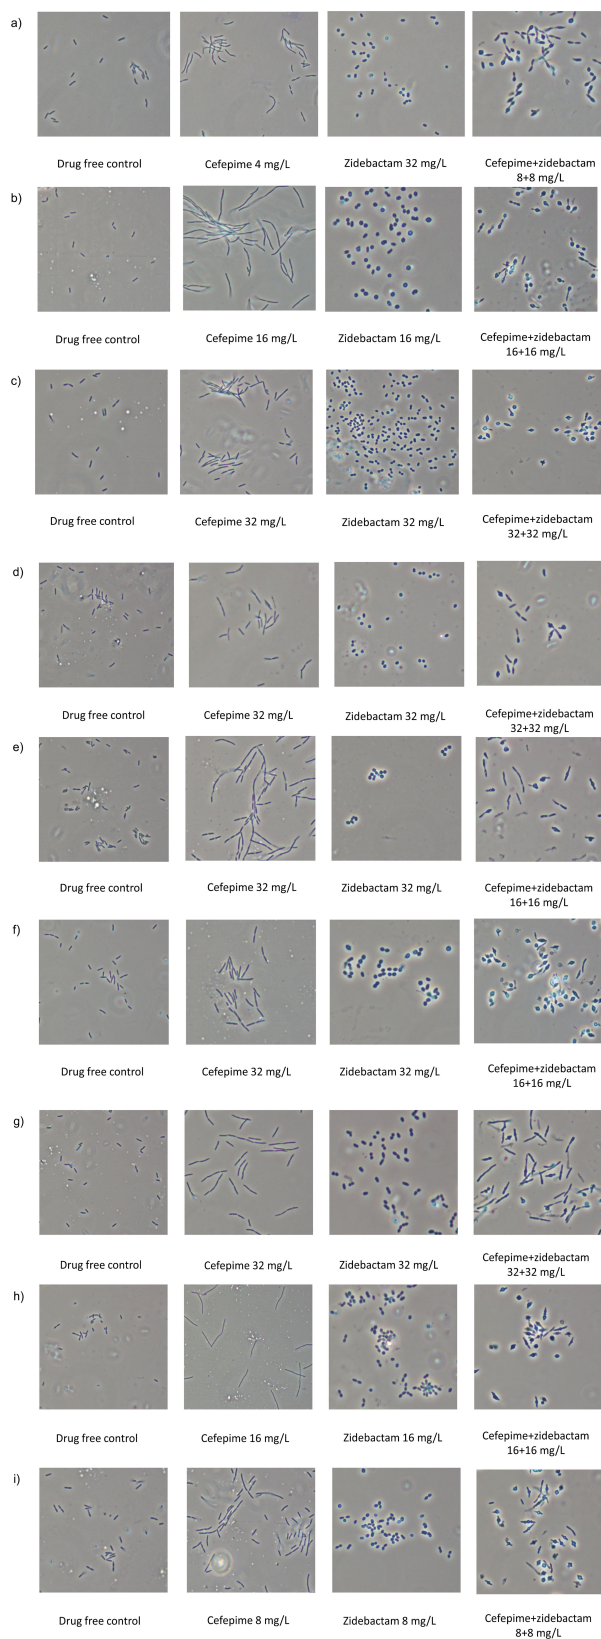 a)
Drug free control
Cefepime 4 mg/L
Zidebactam 32 mg/L
Cefepime+zidebactam
8+8 mg/L
b)
Drug free control
Cefepime 16 mg/L
Zidebactam 16 mg/L
Cefepime+zidebactam
16+16 mg/L
c)
Drug free control
Cefepime 32 mg/L
Zidebactam 32 mg/L
Cefepime+zidebactam
32+32 mg/L
d)
Drug free control
Cefepime 32 mg/L
Zidebactam 32 mg/L
Cefepime+zidebactam
32+32 mg/L
e)
Drug free control
Cefepime 32 mg/L
Zidebactam 32 mg/L
Cefepime+zidebactam
16+16 mg/L
f)
Drug free control
Cefepime 32 mg/L
Zidebactam 32 mg/L
Cefepime+zidebactam
16+16 mg/L
g)
Drug free control
Cefepime 32 mg/L
Zidebactam 32 mg/L
Cefepime+zidebactam
32+32 mg/L
h)
Drug free control
Cefepime 16 mg/L
Zidebactam 16 mg/L
Cefepime+zidebactam
16+16 mg/L
i)
Drug free control
Cefepime 8 mg/L
Zidebactam 8 mg/L
Cefepime+zidebactam
8+8 mg/L